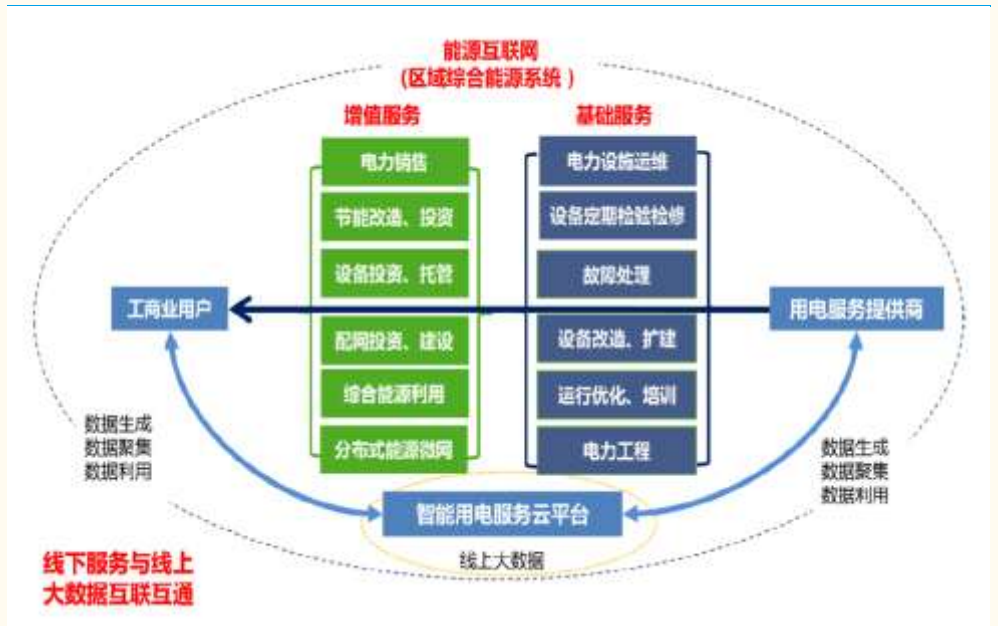 能源互联网
(区域综合能源系统)
增值服务
基础服务
电力销售
节能改造、投资
设备投资、托管
配网投资、建设
综合能源利用
分布式能源微网
电力设施运维
设备定期检验检修
故障处理
设备改造、扩建
运行优化、培训
电力工程
工商业用户
用电服务提供商
数据生成
数据聚集
数据利用
数据生成
数据聚集
数据利用
智能用电服务云平台
线上大数据
线下服务与线上
大数据互联互通